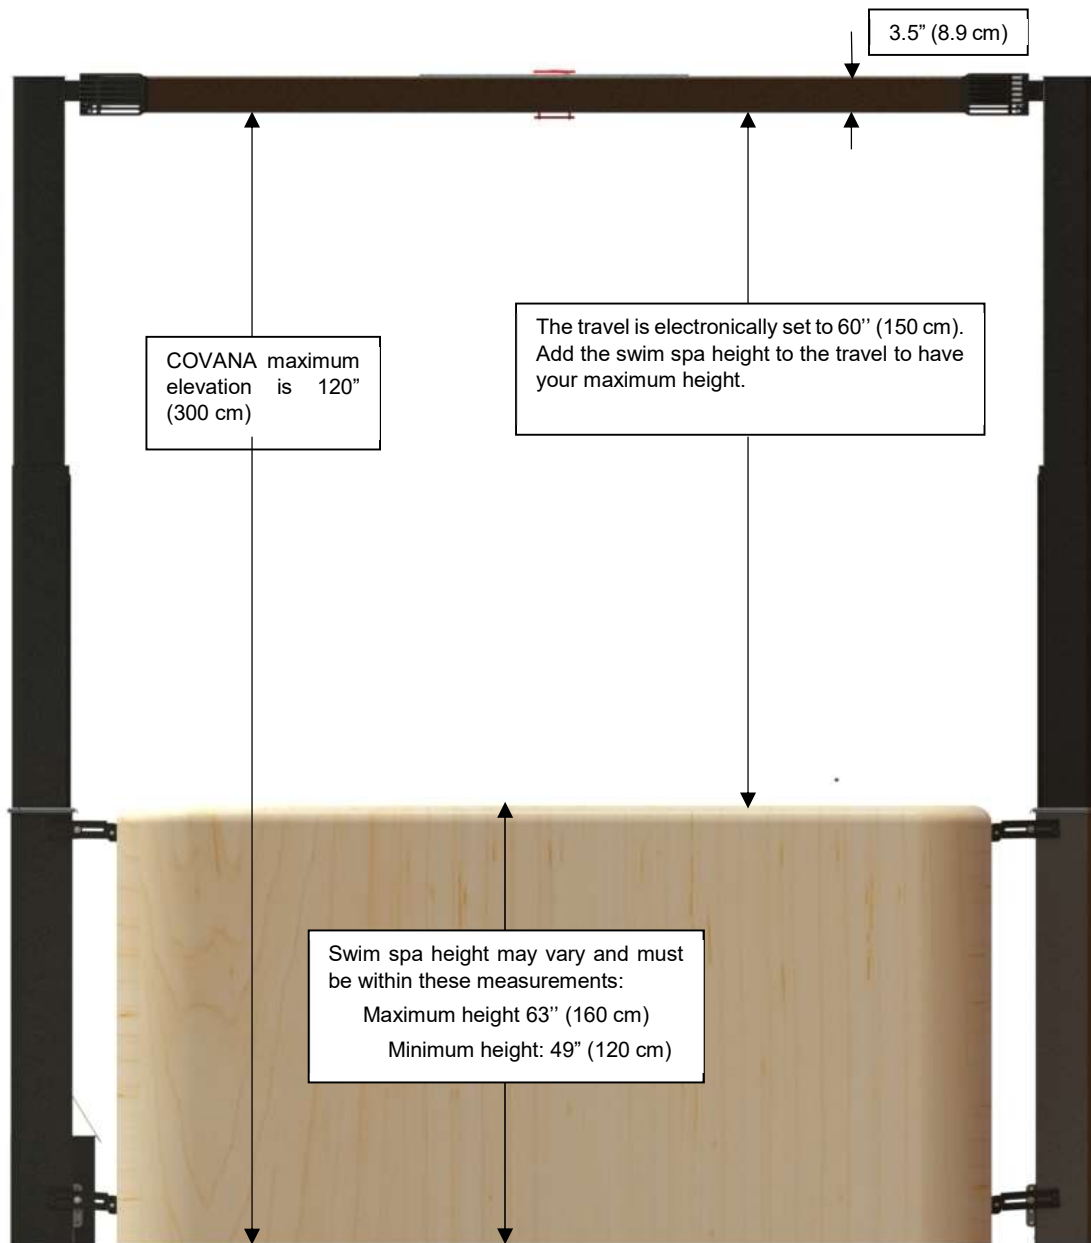 3.5” (8.9 cm)
The travel is electronically set to 60’’ (150 cm).
Add the swim spa height to the travel to have
your maximum height.
COVANA maximum
elevation is 120”
(300 cm)
Swim spa height may vary and must
be within these measurements:
Maximum height 63’’ (160 cm)
Minimum height: 49” (120 cm)